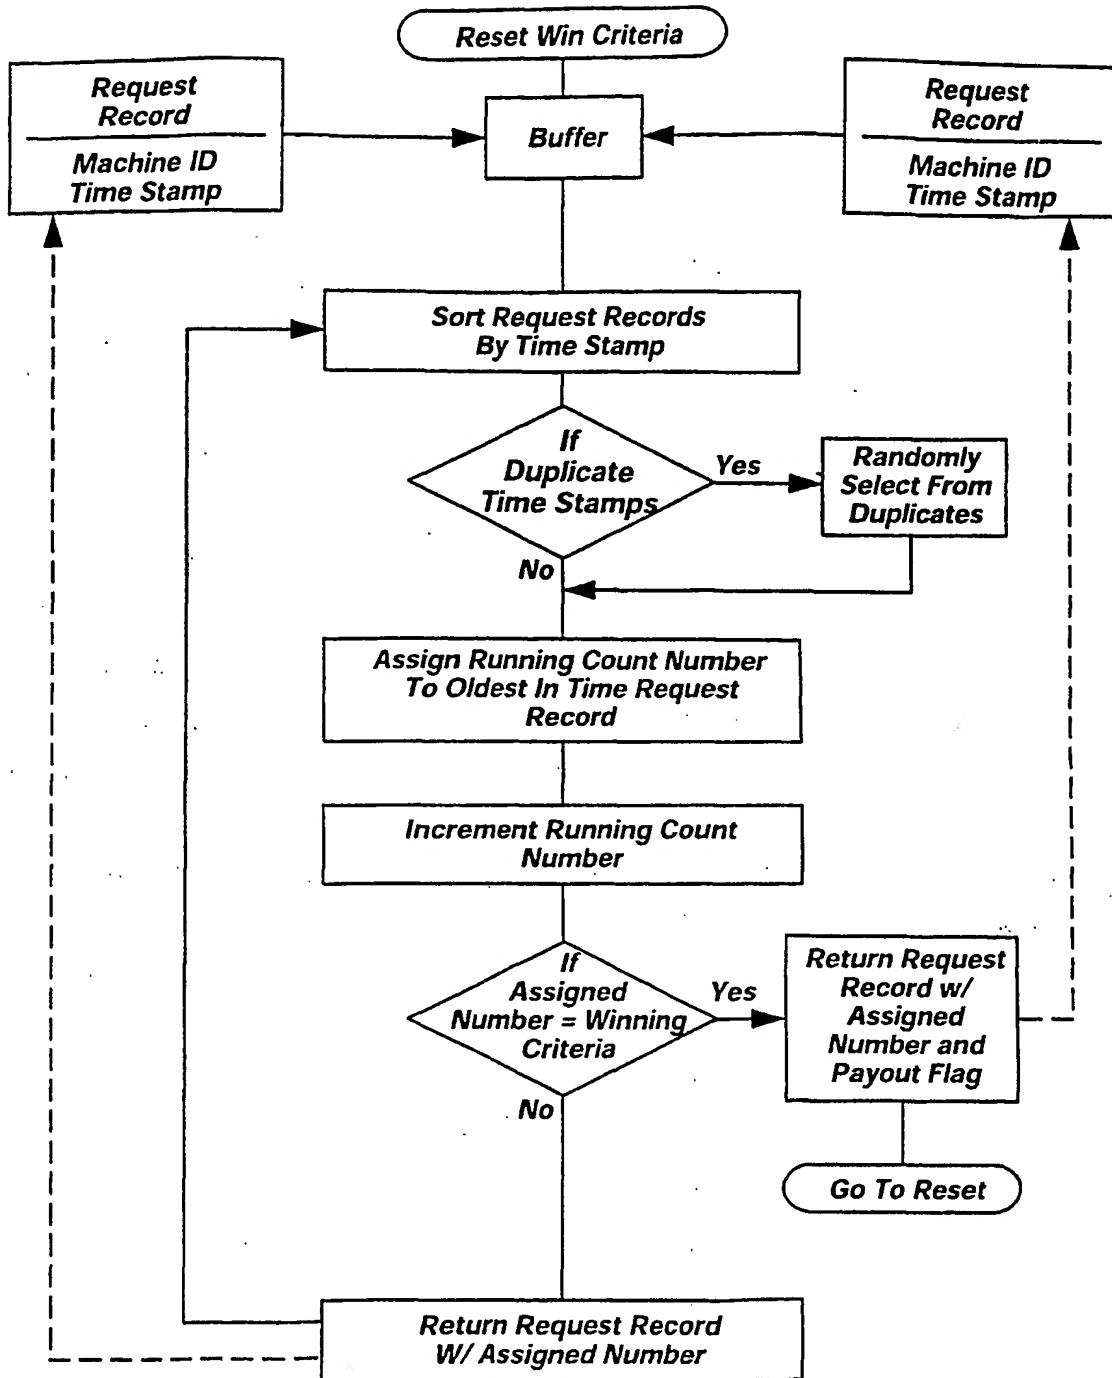 Reset Win Criteria
Request
Record
Machine ID
Time Stamp
Buffer
Request
Record
Machine ID
Time Stamp
Sort Request Records
By Time Stamp
If
Duplicate
Time Stamps
Yes
Randomly
Select From
Duplicates
No
Assign Running Count Number
To Oldest In Time Request
Record
Increment Running Count
Number
If
Assigned
Number = Winning
Criteria
Yes
Return Request
Record w/
Assigned
Number and
Payout Flag
No
Go To Reset
Return Request Record
W/ Assigned Number